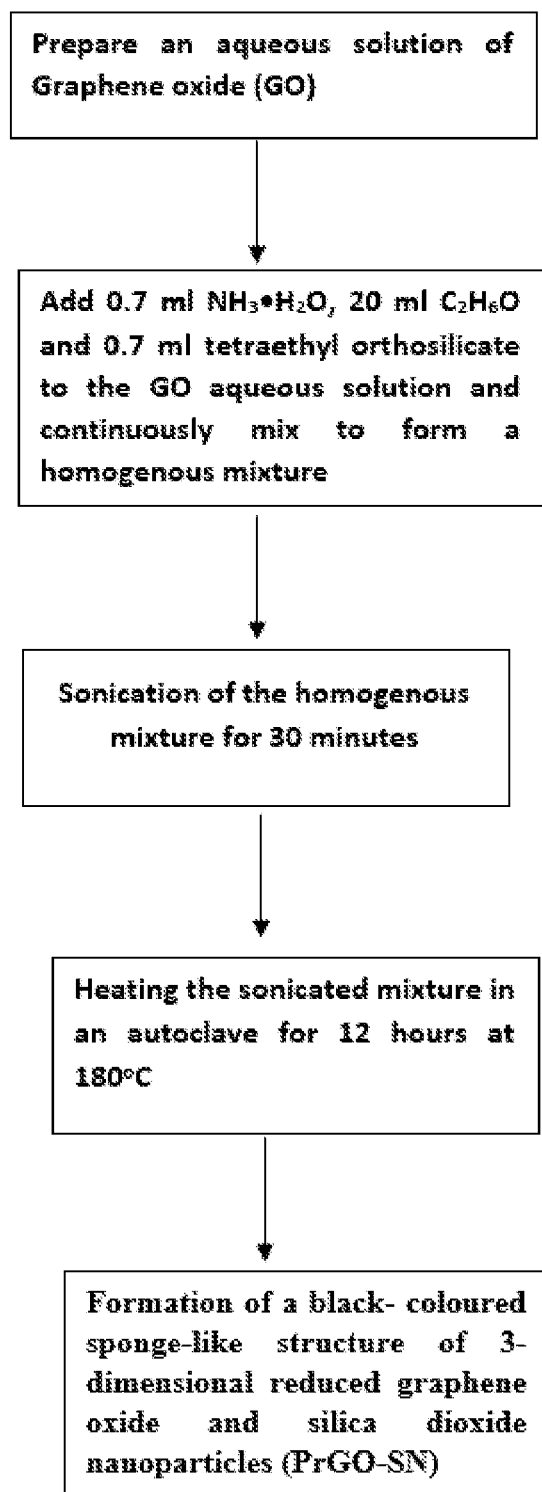 Prepare an aqueous solution of
Graphene oxide (GO)
Add 0.7 ml NH₃•H₂O, 20 ml C₂H₆O
and 0.7 ml tetraethyl orthosilicate
to the GO aqueous solution and
continuously mix to form a
homogenous mixture
Sonication of the homogenous
mixture for 30 minutes
Heating the sonicated mixture in
an autoclave for 12 hours at
180°C
Formation of a black- coloured
sponge-like structure of 3-
dimensional reduced graphene
oxide and silica dioxide
nanoparticles (PrGO-SN)